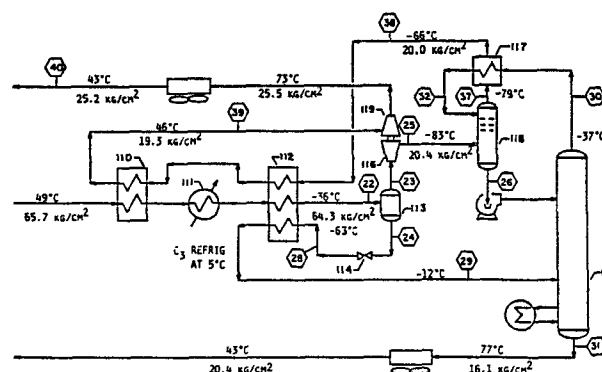 38
-66°C
20.0 KG/CM²
117
40
43°C
25.2 KG/CM²
73°C
25.5 KG/CM²
39
46°C
19.3 KG/CM²
119
25
-83°C
20.4 KG/CM²
32
37
-79°C
30
-37°C
118
116
110
111
112
49°C
65.7 KG/CM²
-36°C
64.3 KG/CM²
22
23
113
26
-63°C
24
28
114
C₃ REFRIG
AT 5°C
-12°C
29
43°C
20.4 KG/CM²
77°C
16.1 KG/CM²